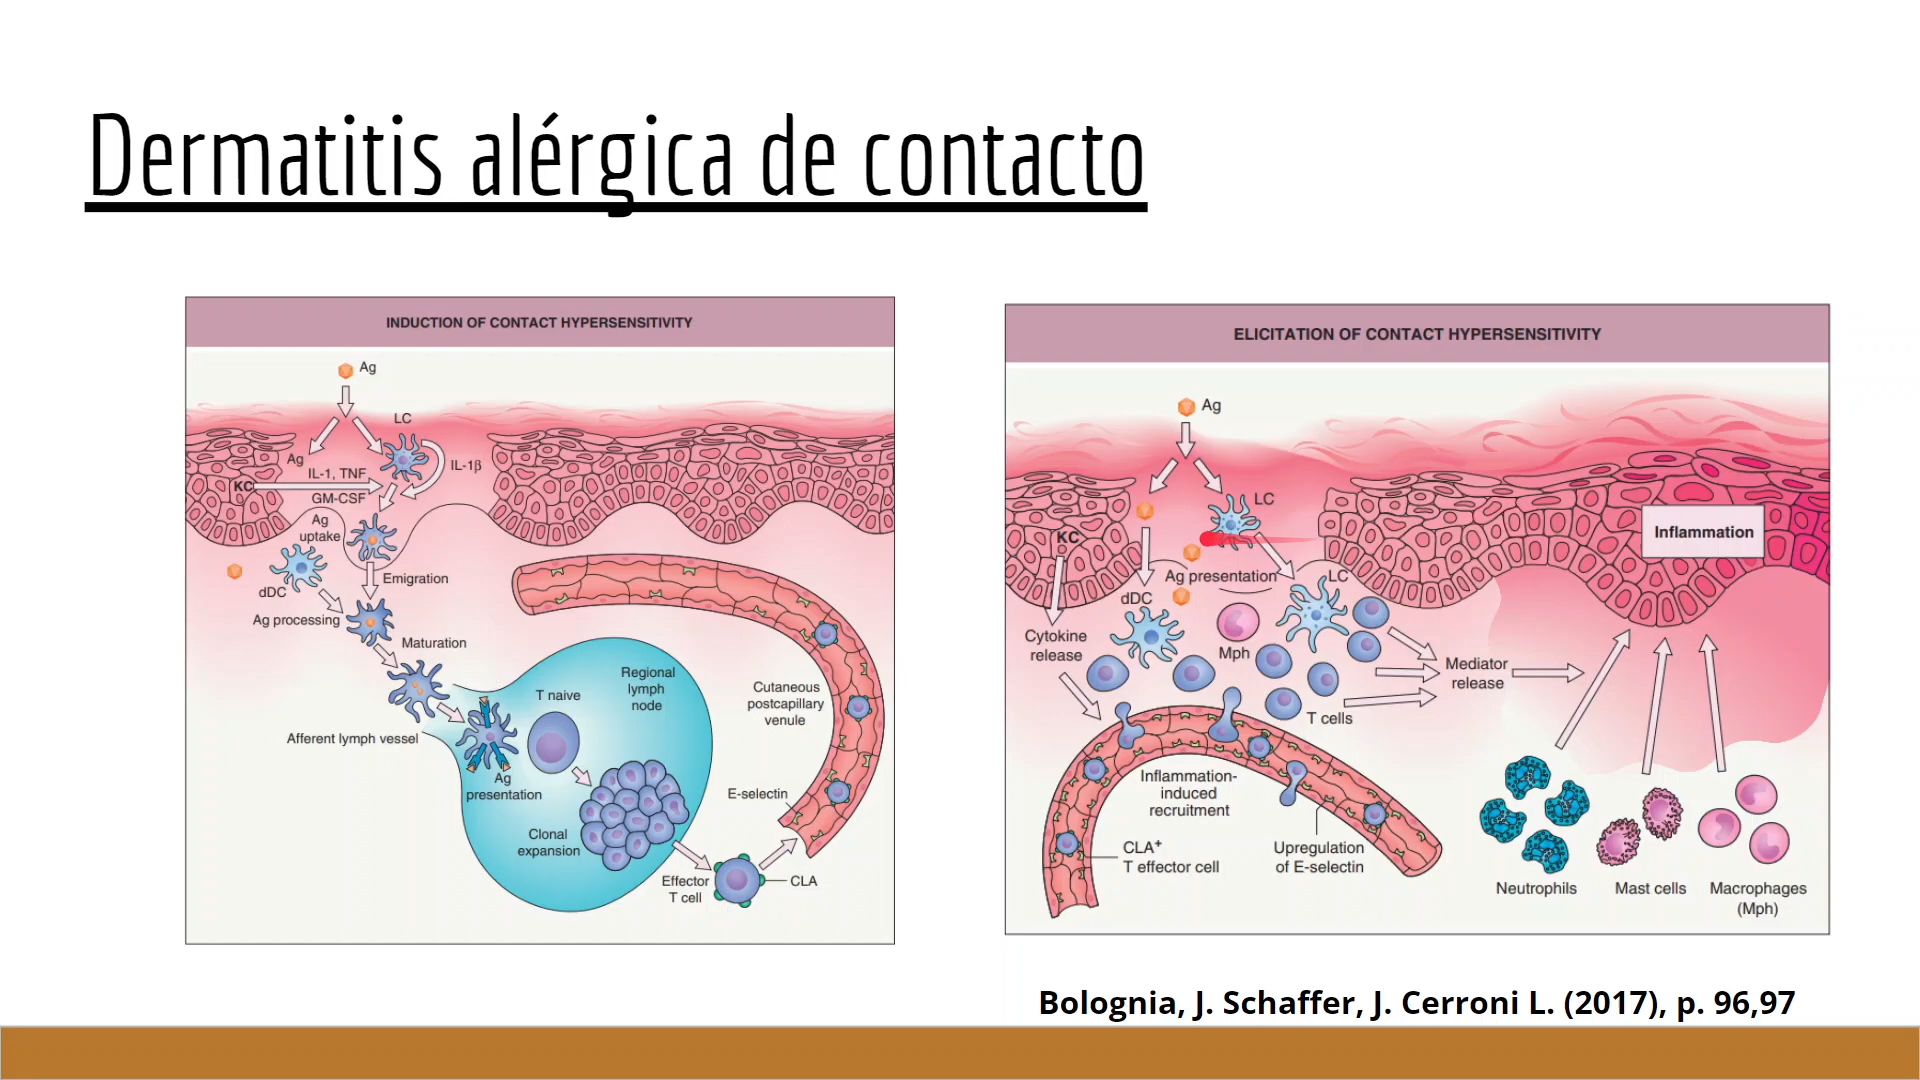 Dermatitis alérgica de contacto
INDUCTION OF CONTACT HYPERSENSITIVITY
Ag
LC
Ag
IL-1, TNF
IL-1β
KC
GM-CSF
Ag
uptake
Emigration
dDC
Ag processing
Maturation
Regional
lymph
node
T naive
Cutaneous
postcapillary
venule
Afferent lymph vessel
Ag
presentation
E-selectin
Clonal
expansion
Effector
T cell
CLA
ELICITATION OF CONTACT HYPERSENSITIVITY
Ag
LC
KC
Inflammation
Ag presentation
LC
dDC
Cytokine
release
Mph
Mediator
release
T cells
Inflammation-
induced
recruitment
CLA+
T effector cell
Upregulation
of E-selectin
Neutrophils
Mast cells
Macrophages
(Mph)
Bolognia, J. Schaffer, J. Cerroni L. (2017), p. 96,97